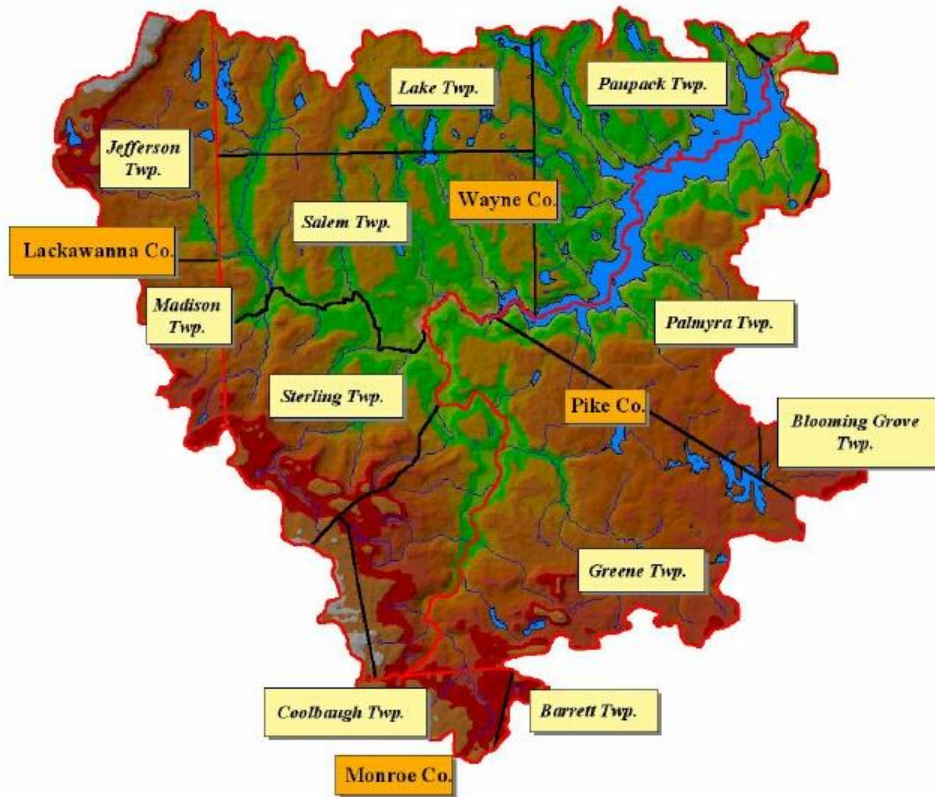 Lake Twp.
Paupack Twp.
Jefferson
Twp.
Wayne Co.
Salem Twp.
Lackawanna Co.
Madison
Twp.
Palmyra Twp.
Sterling Twp.
Pike Co.
Blooming Grove
Twp.
Greene Twp.
Coolbaugh Twp.
Barrett Twp.
Monroe Co.